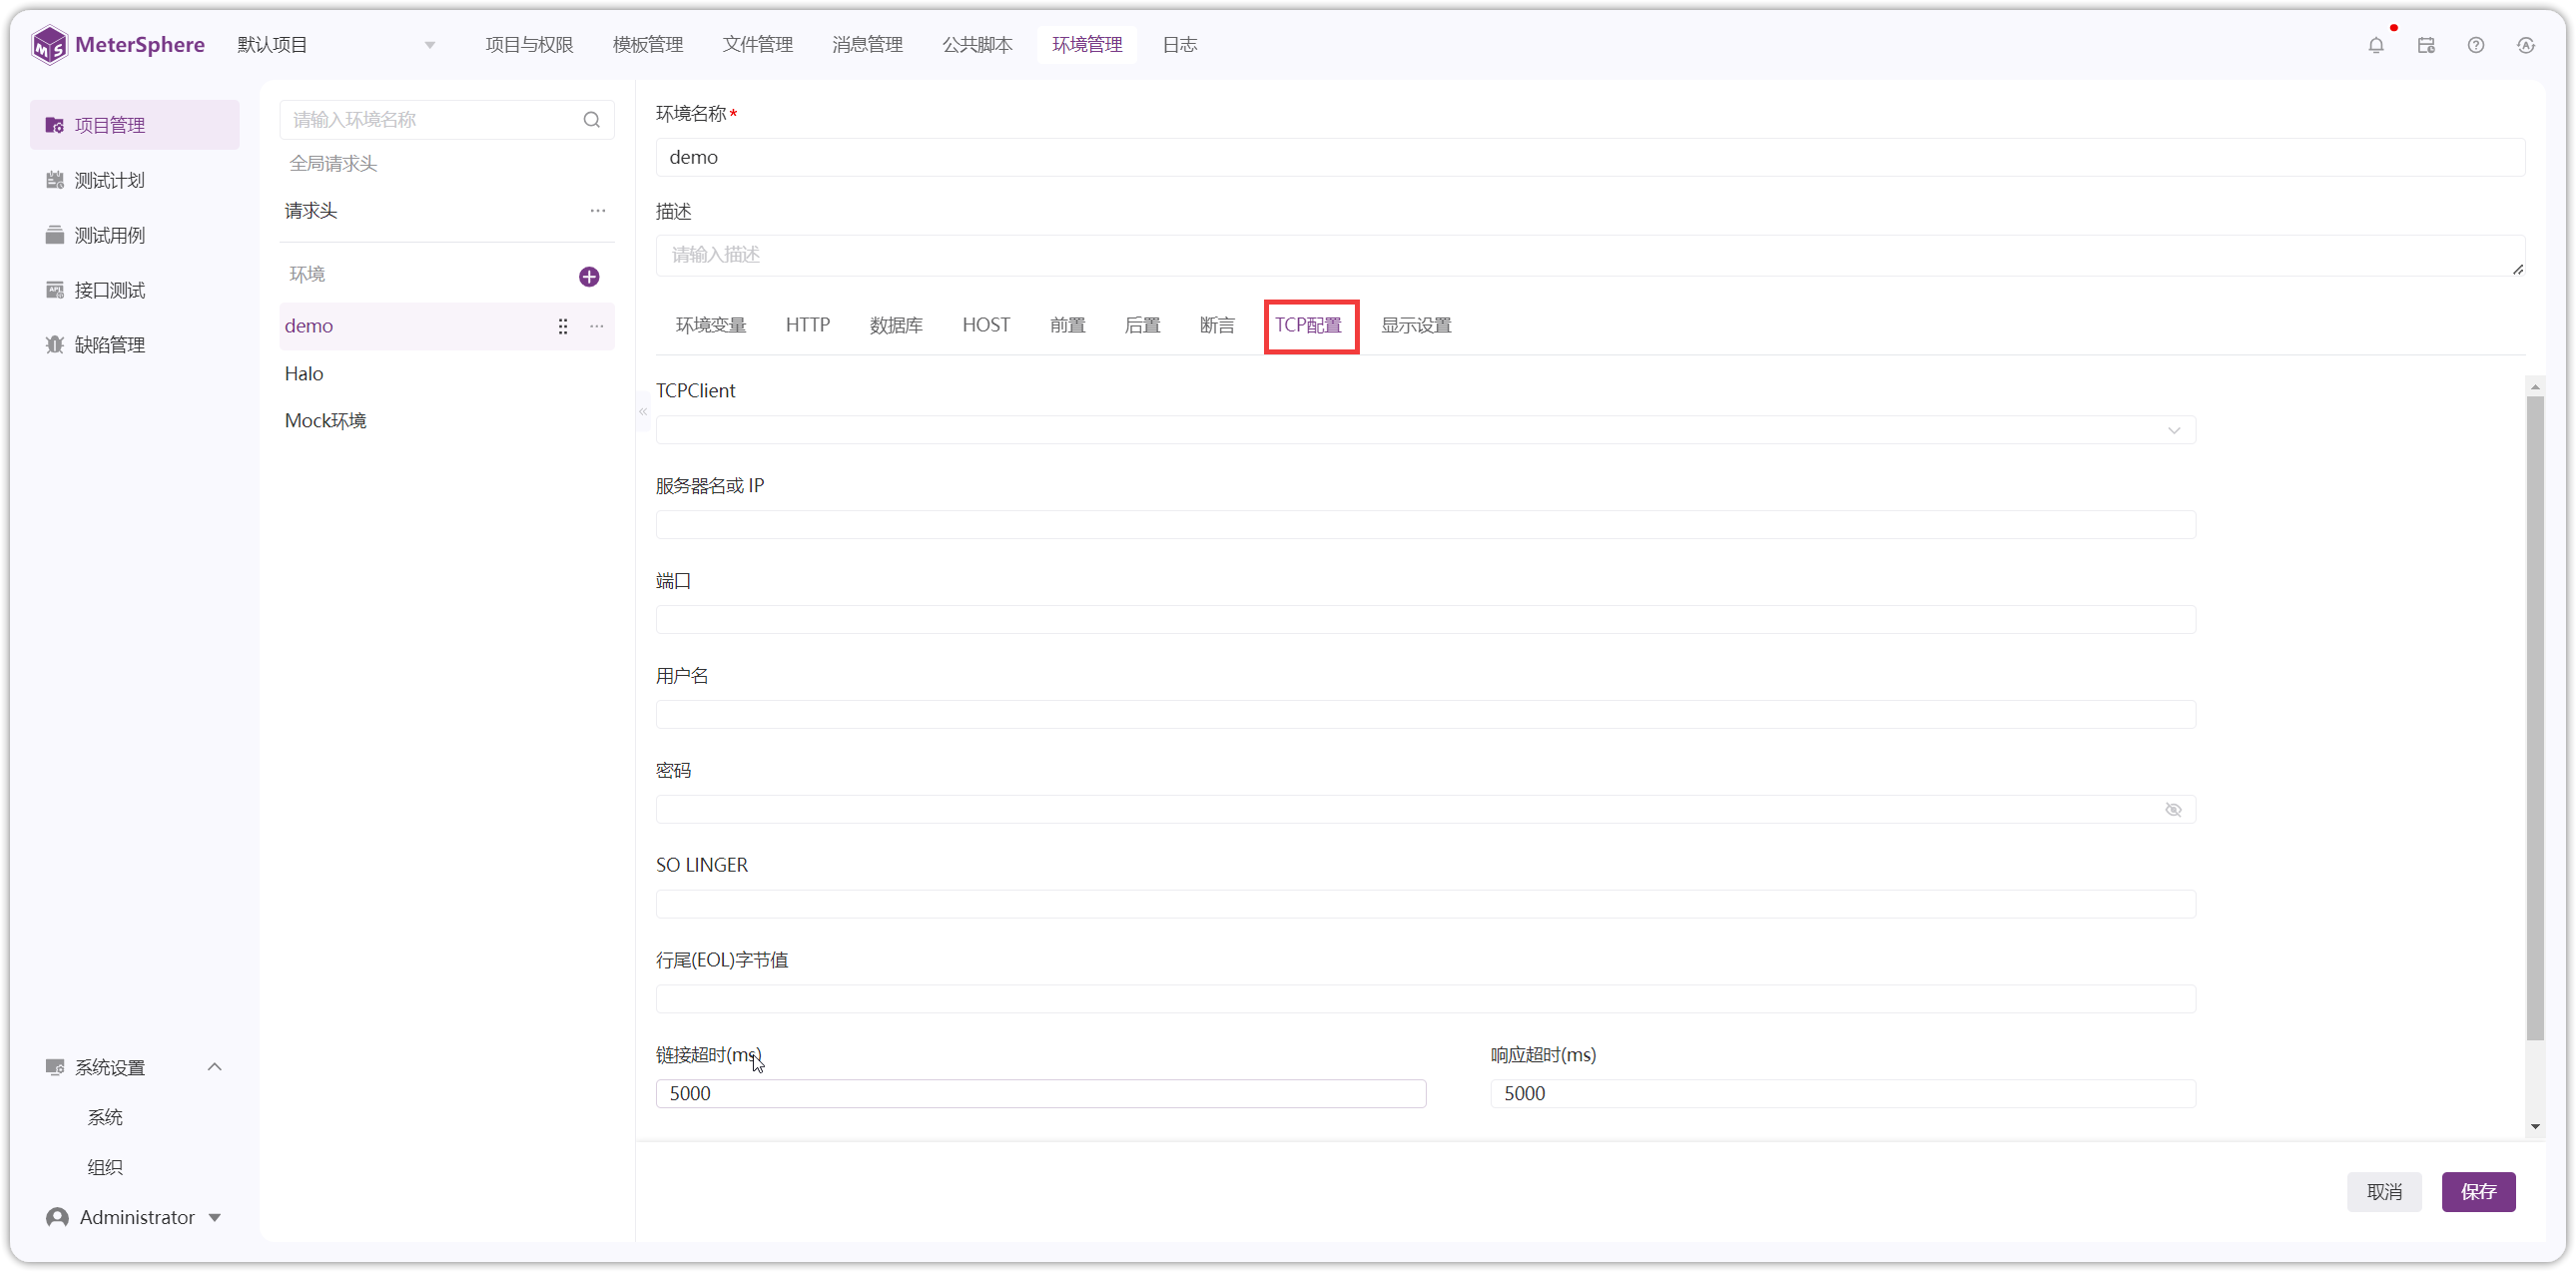 MeterSphere
默认项目
项目与权限
模板管理
文件管理
消息管理
公共脚本
环境管理
日志
项目管理
测试计划
测试用例
接口测试
缺陷管理
系统设置
系统
组织
Administrator
请输入环境名称
全局请求头
请求头
环境
demo
Halo
Mock环境
环境名称*
demo
描述
请输入描述
环境变量
HTTP
数据库
HOST
前置
后置
断言
TCP配置
显示设置
TCPClient
服务器名或 IP
端口
用户名
密码
SO LINGER
行尾(EOL)字节值
链接超时(ms)
5000
响应超时(ms)
5000
取消
保存